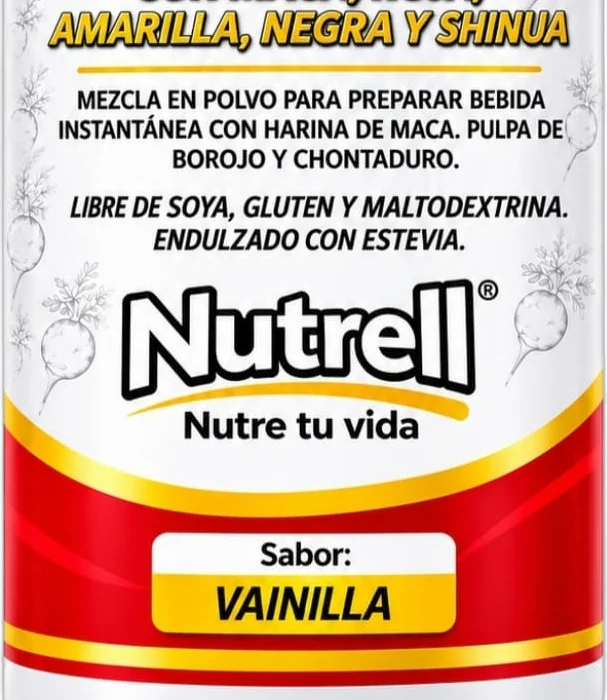 AMARILLA, NEGRA Y SHINUA
MEZCLA EN POLVO PARA PREPARAR BEBIDA
INSTANTÁNEA CON HARINA DE MACA. PULPA DE
BOROJO Y CHONTADURO.
LIBRE DE SOYA, GLUTEN Y MALTODEXTRINA.
ENDULZADO CON ESTEVIA.
Nutrell®
Nutre tu vida
Sabor:
VAINILLA